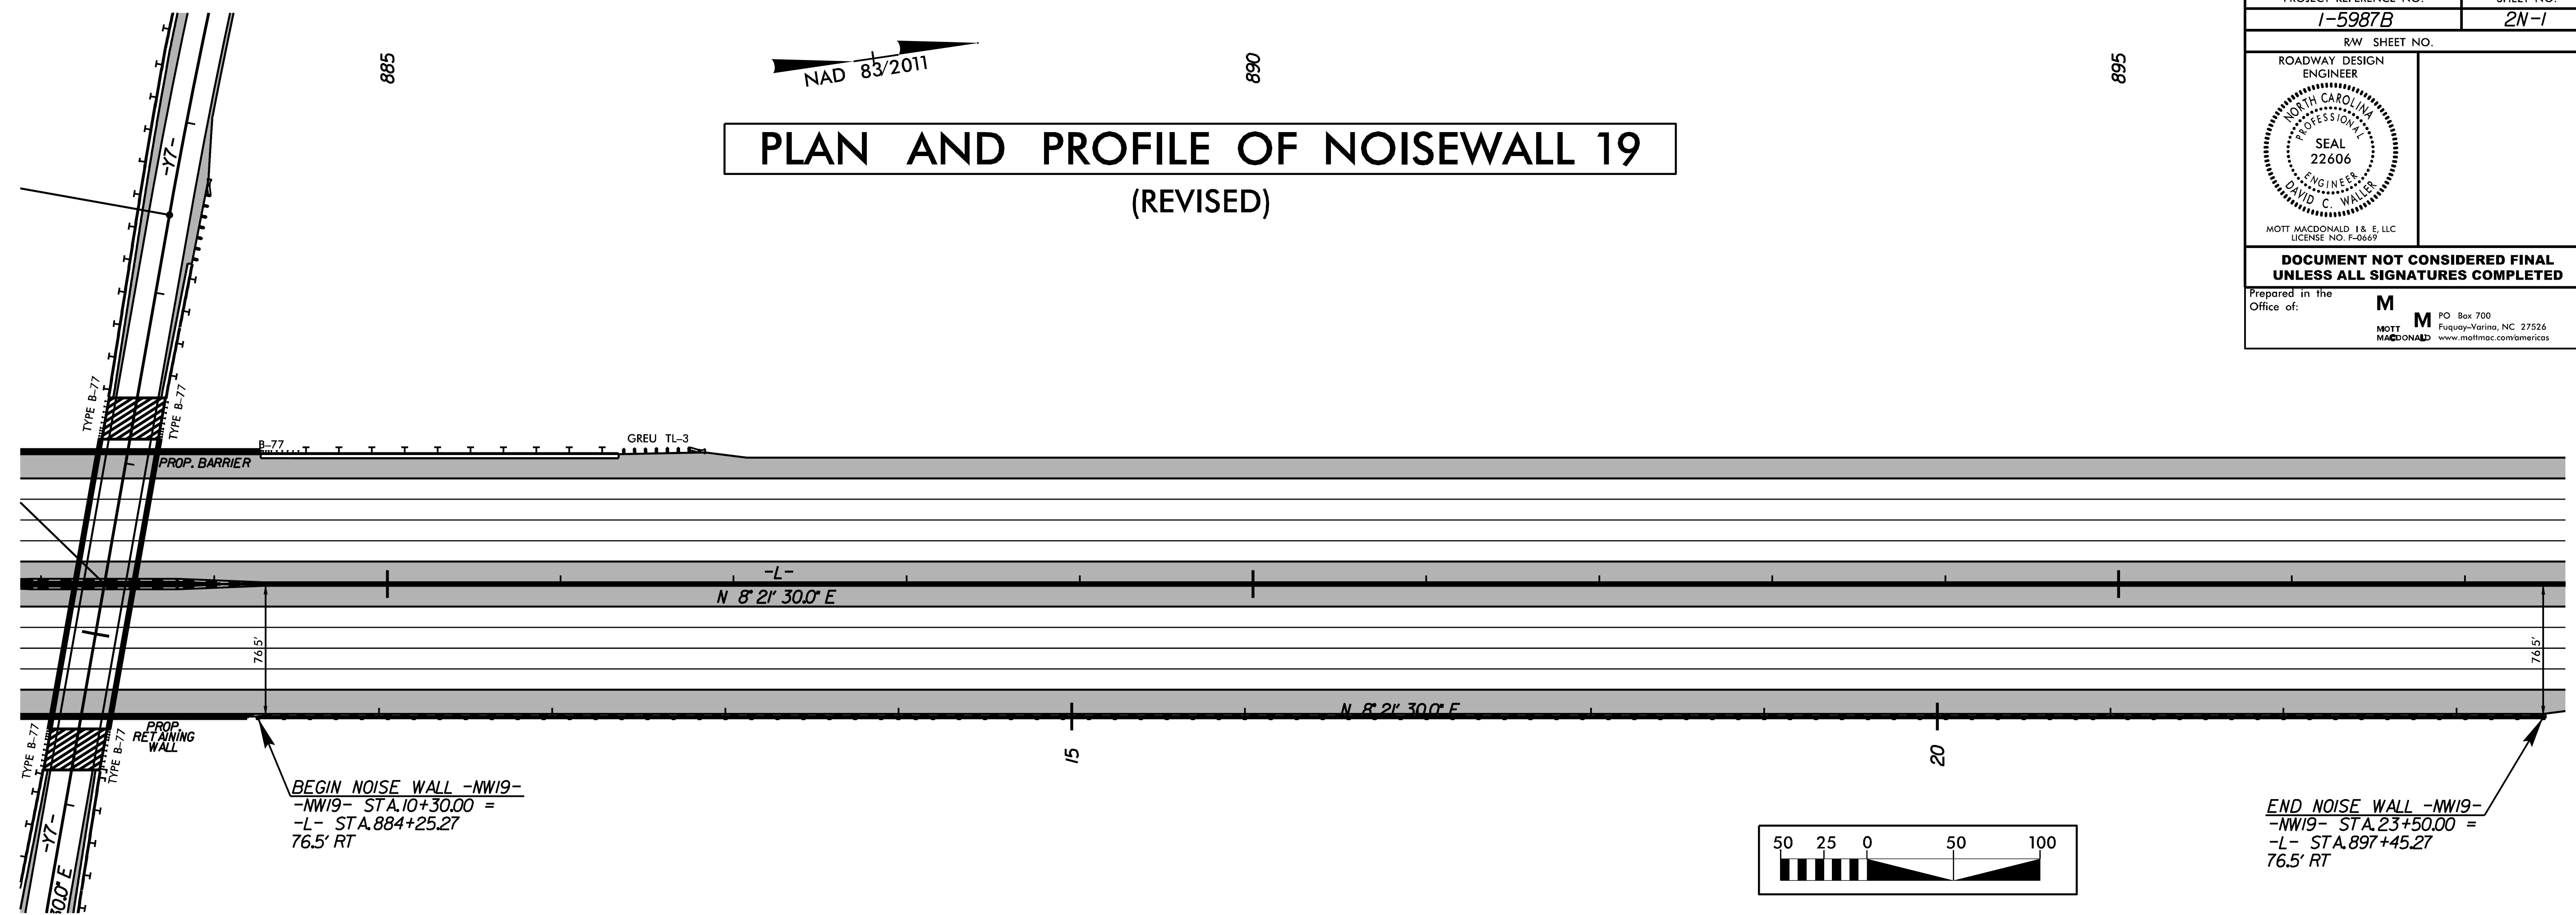 I-5987B
2N-1
R/W SHEET NO.
ROADWAY DESIGN
ENGINEER
NORTH CAROLINA
PROFESSIONAL
SEAL
22606
ENGINEER
DAVID C. WALLER
MOTT MACDONALD I & E, LLC
LICENSE NO. F-0669
DOCUMENT NOT CONSIDERED FINAL
UNLESS ALL SIGNATURES COMPLETED
Prepared in the
Office of:
M
M
MOTT
MACDONALD
PO Box 700
Fuquay-Varina, NC 27526
www.mottmac.com/americas
885
NAD 83/2011
890
895
PLAN AND PROFILE OF NOISEWALL 19
(REVISED)
-Y7-
TYPE B-77
TYPE B-77
B-77
GREU TL-3
PROP. BARRIER
-L-
N 8° 21' 30.0" E
76.5'
76.5'
N 8° 21' 30.0" E
PROP.
RETAINING
WALL
TYPE B-77
TYPE B-77
15
20
BEGIN NOISE WALL -NW19-
-NW19- STA.10+30.00 =
-L- STA.884+25.27
76.5' RT
END NOISE WALL -NW19-
-NW19- STA.23+50.00 =
-L- STA.897+45.27
76.5' RT
-Y7-
50 25 0 50 100